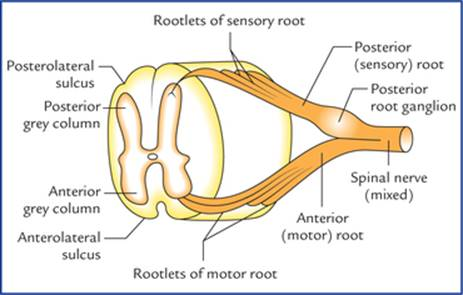 Rootlets of sensory root
Posterolateral
sulcus
Posterior
grey column
Anterior
grey column
Anterolateral
sulcus
Rootlets of motor root
Posterior
(sensory) root
Posterior
root ganglion
Spinal nerve
(mixed)
Anterior
(motor) root